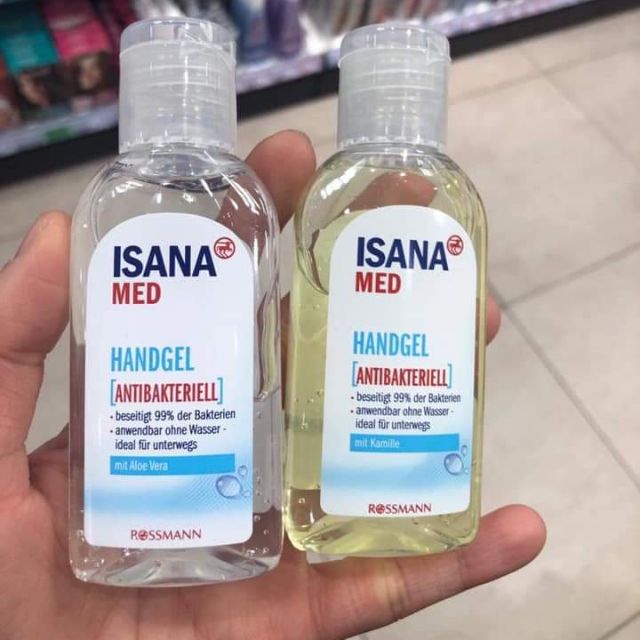 ISANA
MED
HANDGEL
[ANTIBAKTERIELL]
• beseitigt 99% der Bakterien
• anwendbar ohne Wasser -
ideal für unterwegs
mit Aloe Vera
ROSSMANN
ISANA
MED
HANDGEL
[ANTIBAKTERIELL]
• beseitigt 99% der Bakterien
• anwendbar ohne Wasser -
ideal für unterwegs
mit Kamille
ROSSMANN